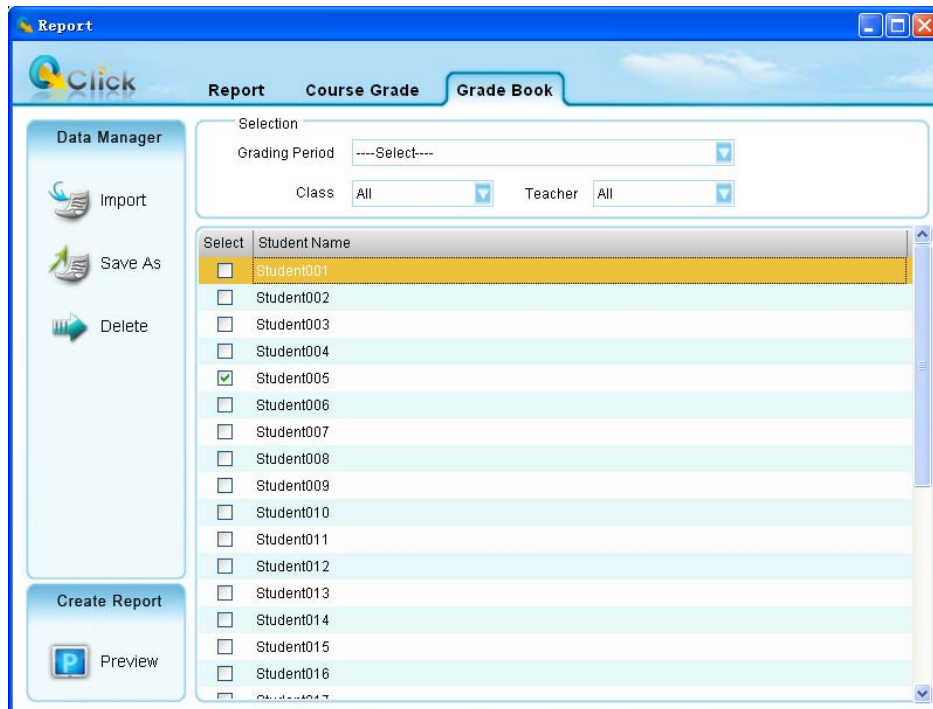 Report
QClick
Report Course Grade Grade Book
Data Manager
Import
Save As
Delete
Create Report
P
Preview
Selection
Grading Period ----Select----
Class All Teacher All
Select Student Name
Student001
Student002
Student003
Student004
Student005
Student006
Student007
Student008
Student009
Student010
Student011
Student012
Student013
Student014
Student015
Student016